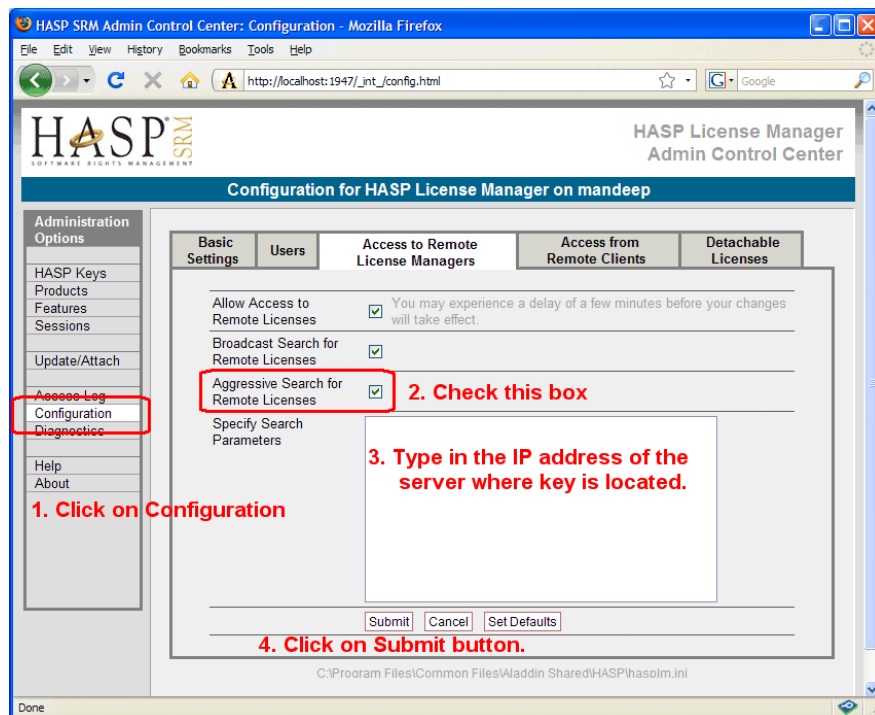 HASP SRM Admin Control Center: Configuration - Mozilla Firefox
File Edit View History Bookmarks Tools Help
http://localhost:1947/_int_/config.html
G Google
HASP SRM
SOFTWARE RIGHTS MANAGEMENT
HASP License Manager
Admin Control Center
Configuration for HASP License Manager on mandeep
Administration
Options
HASP Keys
Products
Features
Sessions
Update/Attach
Access Log
Configuration
Diagnostics
Help
About
1. Click on Configuration
Basic
Settings
Users
Access to Remote
License Managers
Access from
Remote Clients
Detachable
Licenses
Allow Access to
Remote Licenses
You may experience a delay of a few minutes before your changes
will take effect.
Broadcast Search for
Remote Licenses
Aggressive Search for
Remote Licenses
2. Check this box
Specify Search
Parameters
3. Type in the IP address of the
server where key is located.
Submit Cancel Set Defaults
4. Click on Submit button.
C:\Program Files\Common Files\Aladdin Shared\HASP\hasplm.ini
Done